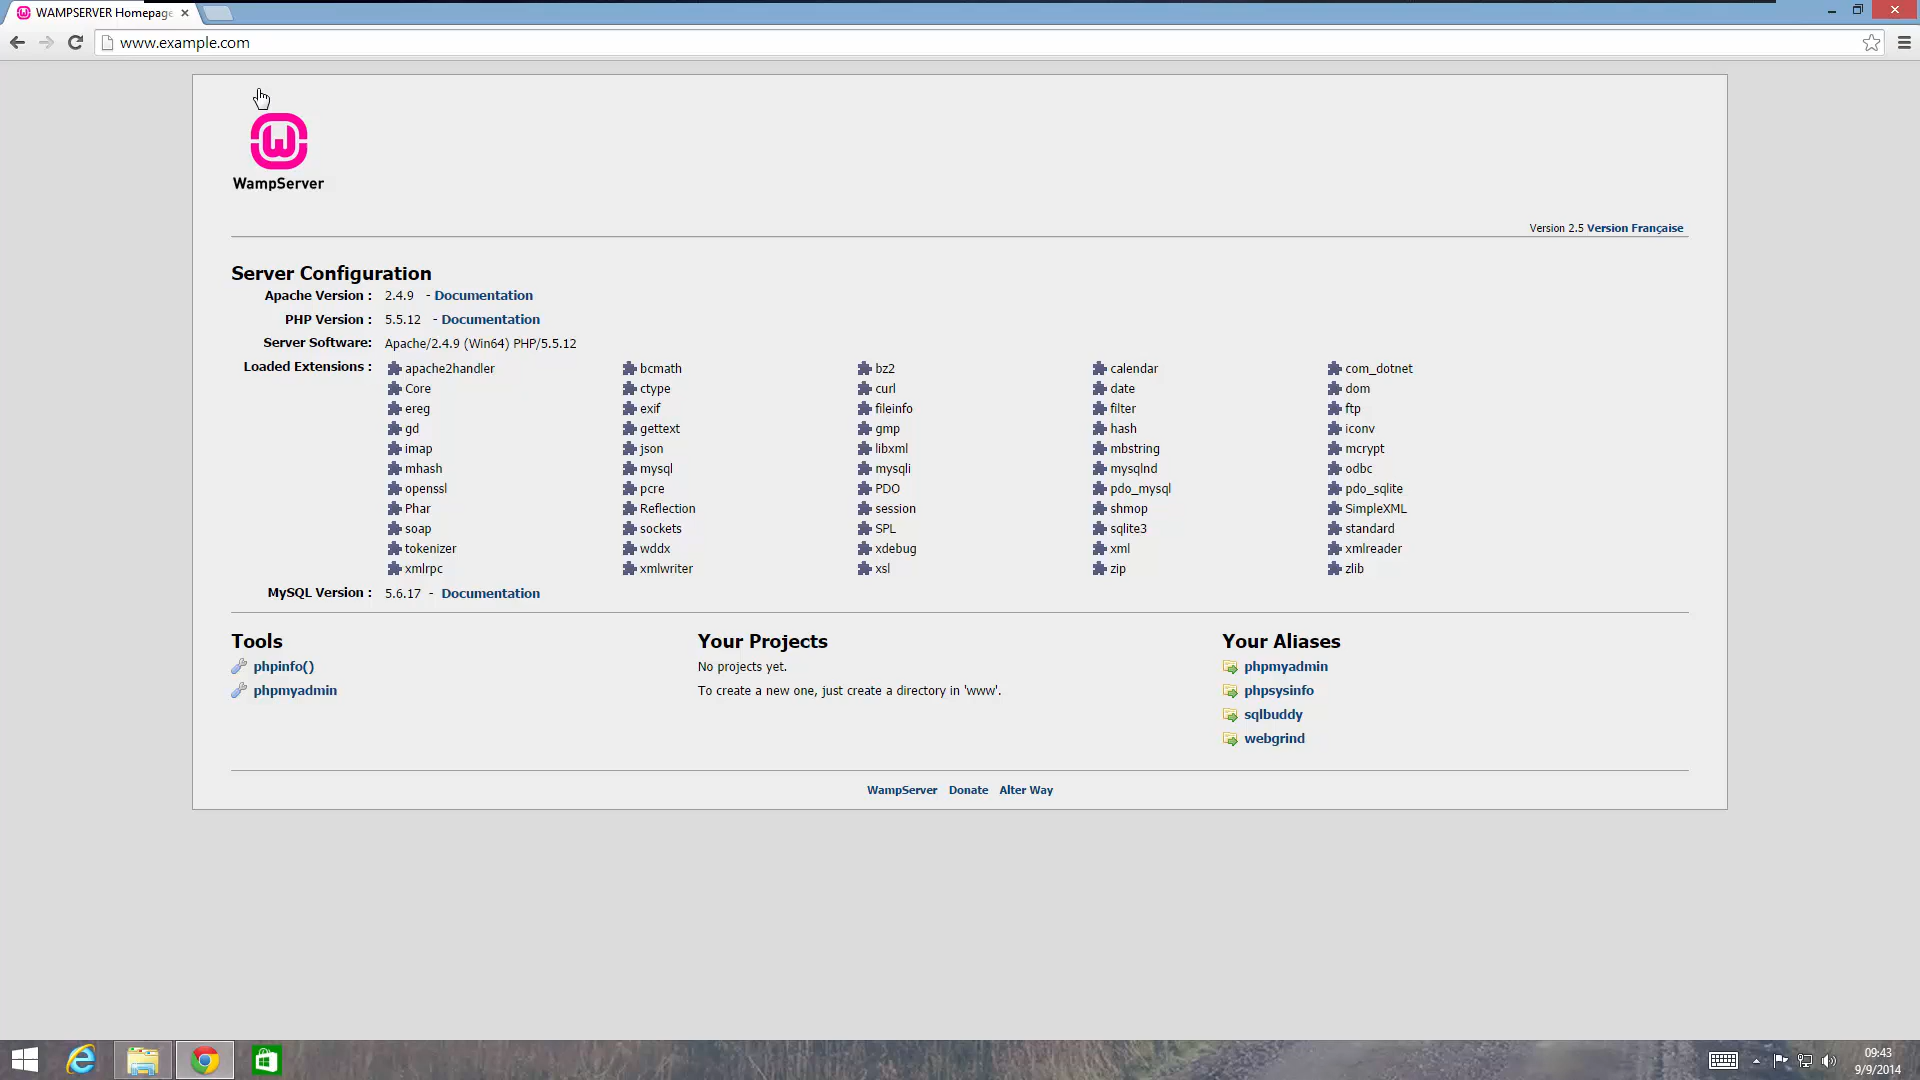 WAMPSERVER Homepag
www.example.com
WampServer
Version 2.5 Version Française
Server Configuration
Apache Version : 2.4.9 - Documentation
PHP Version : 5.5.12 - Documentation
Server Software: Apache/2.4.9 (Win64) PHP/5.5.12
Loaded Extensions : apache2handler bcmath bz2 calendar com_dotnet
Core ctype curl date dom
ereg exif fileinfo filter ftp
gd gettext gmp hash iconv
imap json libxml mbstring mcrypt
mhash mysql mysqli mysqlnd odbc
openssl pcre PDO pdo_mysql pdo_sqlite
Phar Reflection session shmop SimpleXML
soap sockets SPL sqlite3 standard
tokenizer wddx xdebug xml xmlreader
xmlrpc xmlwriter xsl zip zlib
MySQL Version : 5.6.17 - Documentation
Tools
phpinfo()
phpmyadmin
Your Projects
No projects yet.
To create a new one, just create a directory in 'www'.
Your Aliases
phpmyadmin
phpsysinfo
sqlbuddy
webgrind
WampServer Donate Alter Way
09:43
9/9/2014